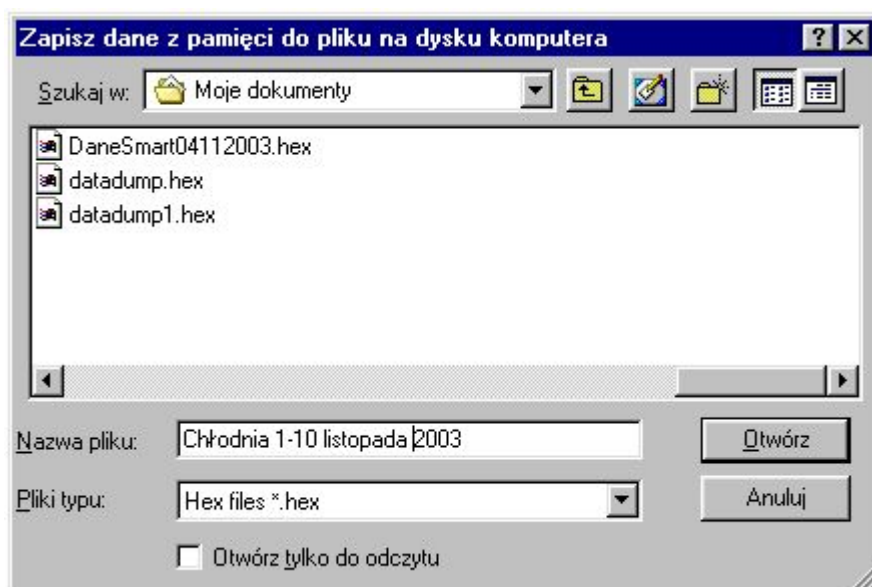 Zapisz dane z pamięci do pliku na dysku komputera
Szukaj w: Moje dokumenty
DaneSmart04112003.hex
datadump.hex
datadump1.hex
Nazwa pliku: Chłodnia 1-10 listopada 2003 Otwórz
Pliki typu: Hex files *.hex Anuluj
Otwórz tylko do odczytu